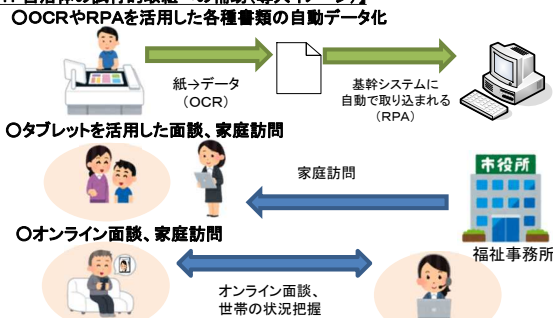 〇OCRやRPAを活用した各種書類の自動データ化
紙→データ
（OCR）
基幹システムに
自動で取り込まれる
（RPA）
〇タブレットを活用した面談、家庭訪問
家庭訪問
市役所
福祉事務所
〇オンライン面談、家庭訪問
オンライン面談、
世帯の状況把握